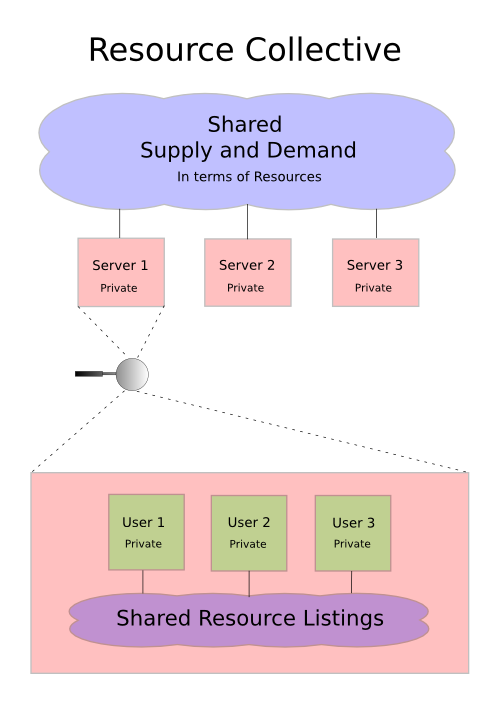 Resource Collective
Shared
Supply and Demand
In terms of Resources
Server 1
Private
Server 2
Private
Server 3
Private
User 1
Private
User 2
Private
User 3
Private
Shared Resource Listings